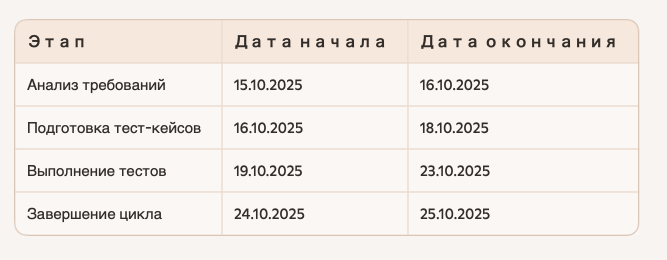 Этап Дата начала Дата окончания
Анализ требований 15.10.2025 16.10.2025
Подготовка тест-кейсов 16.10.2025 18.10.2025
Выполнение тестов 19.10.2025 23.10.2025
Завершение цикла 24.10.2025 25.10.2025